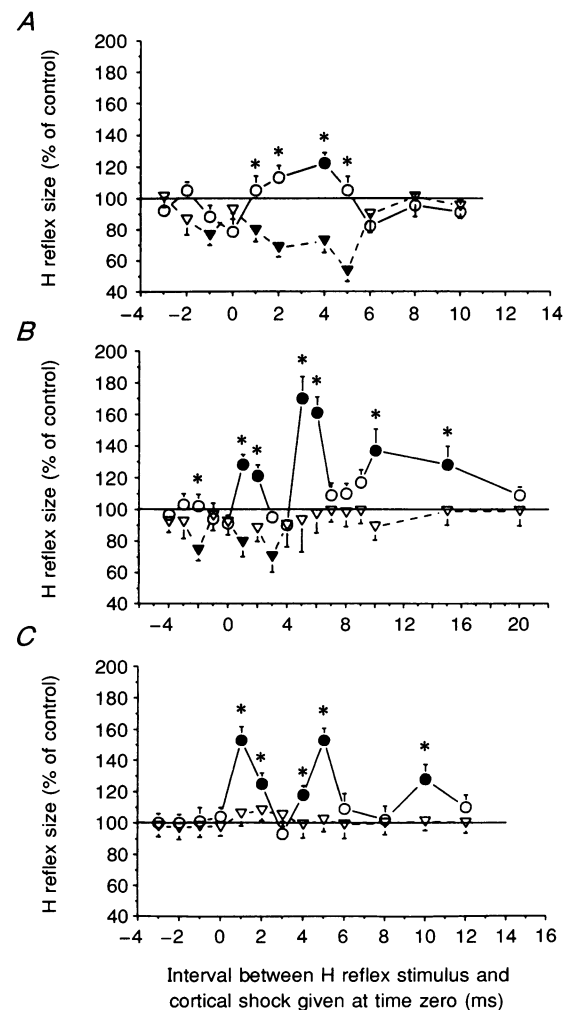 A
H reflex size (% of control)
200
180
160
140
120
100
80
60
40
* * * *
−4 −2 0 2 4 6 8 10 12 14
B
H reflex size (% of control)
200
180
160
140
120
100
80
60
40
* * * * * * *
−4 0 4 8 12 16 20
C
H reflex size (% of control)
200
180
160
140
120
100
80
60
40
* * * * *
−4 −2 0 2 4 6 8 10 12 14 16
Interval between H reflex stimulus and
cortical shock given at time zero (ms)